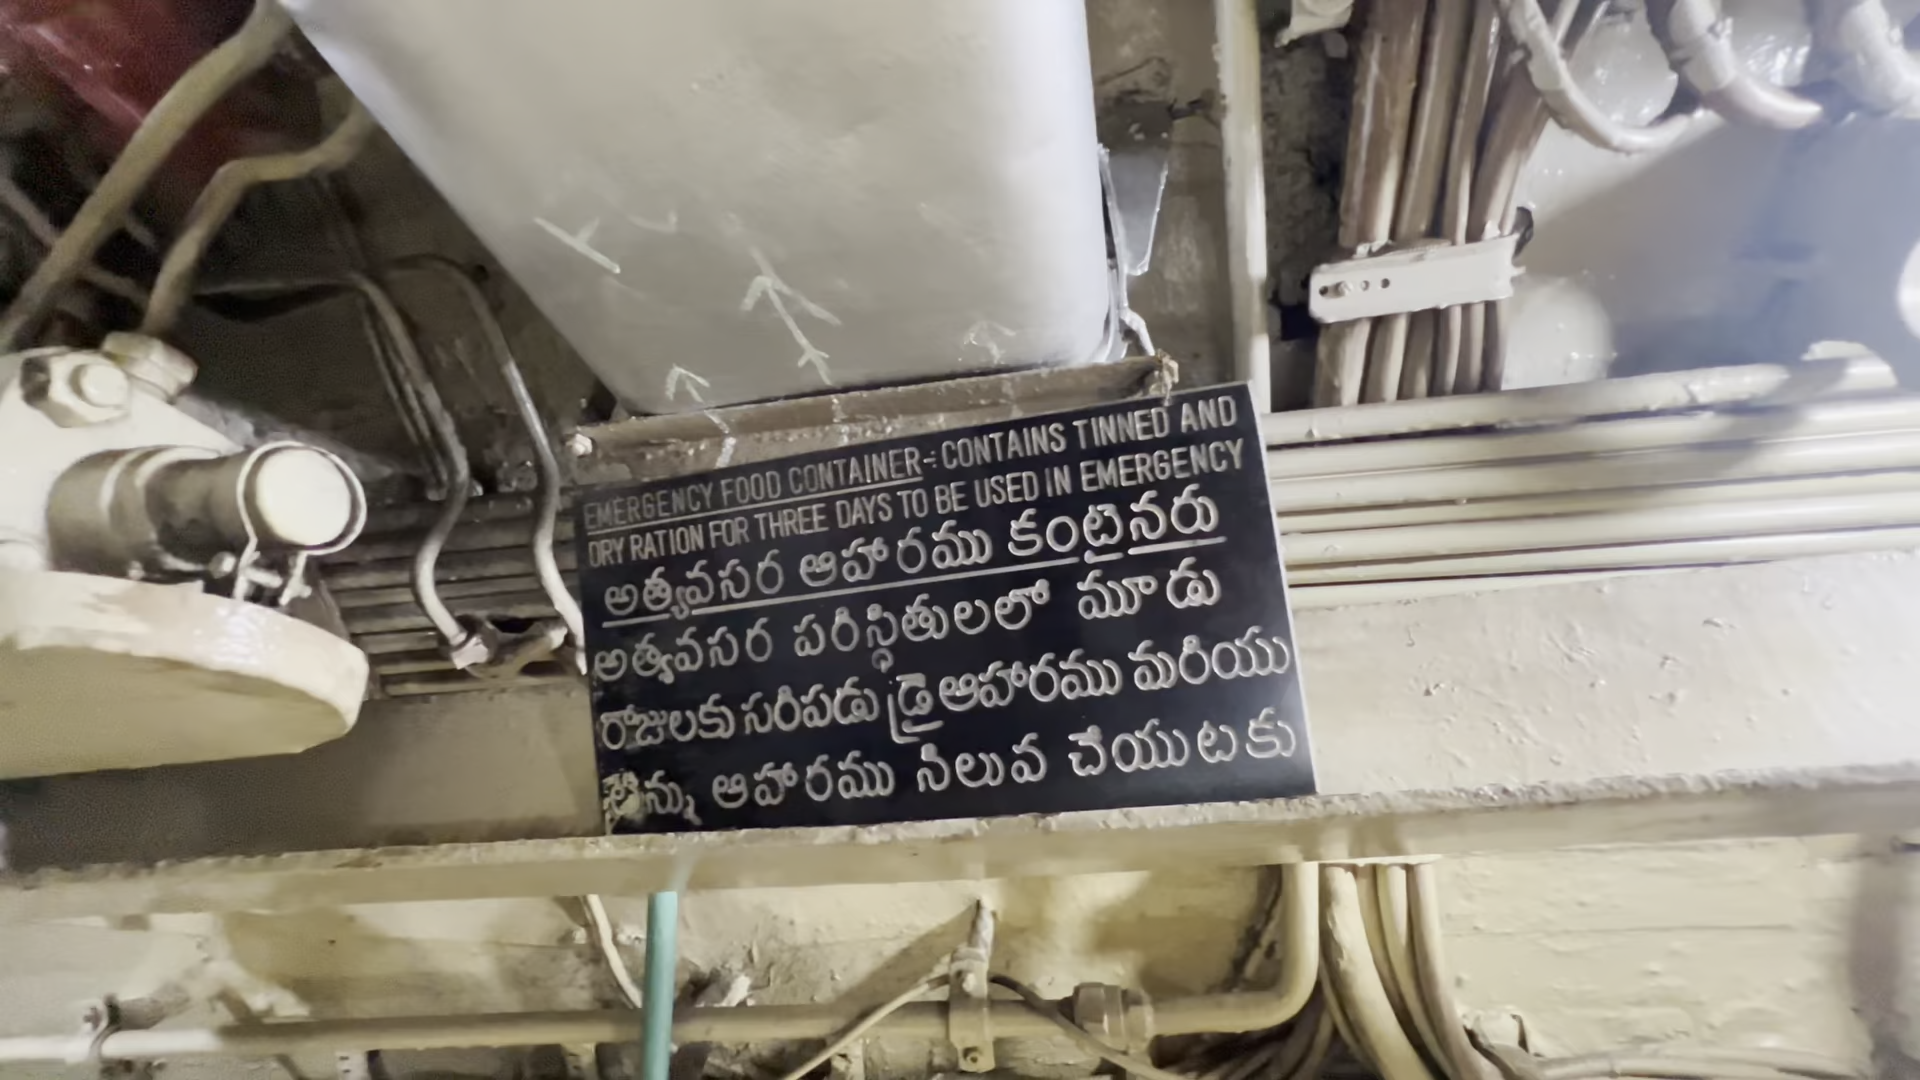 EMERGENCY FOOD CONTAINER:- CONTAINS TINNED AND
DRY RATION FOR THREE DAYS TO BE USED IN EMERGENCY
అత్యవసర ఆహారము కంటైనరు
అత్యవసర పరిస్థితులలో మూడు
రోజులకు సరిపడు డ్రై ఆహారము మరియు
టిన్ను ఆహారము నిలువ చేయుటకు